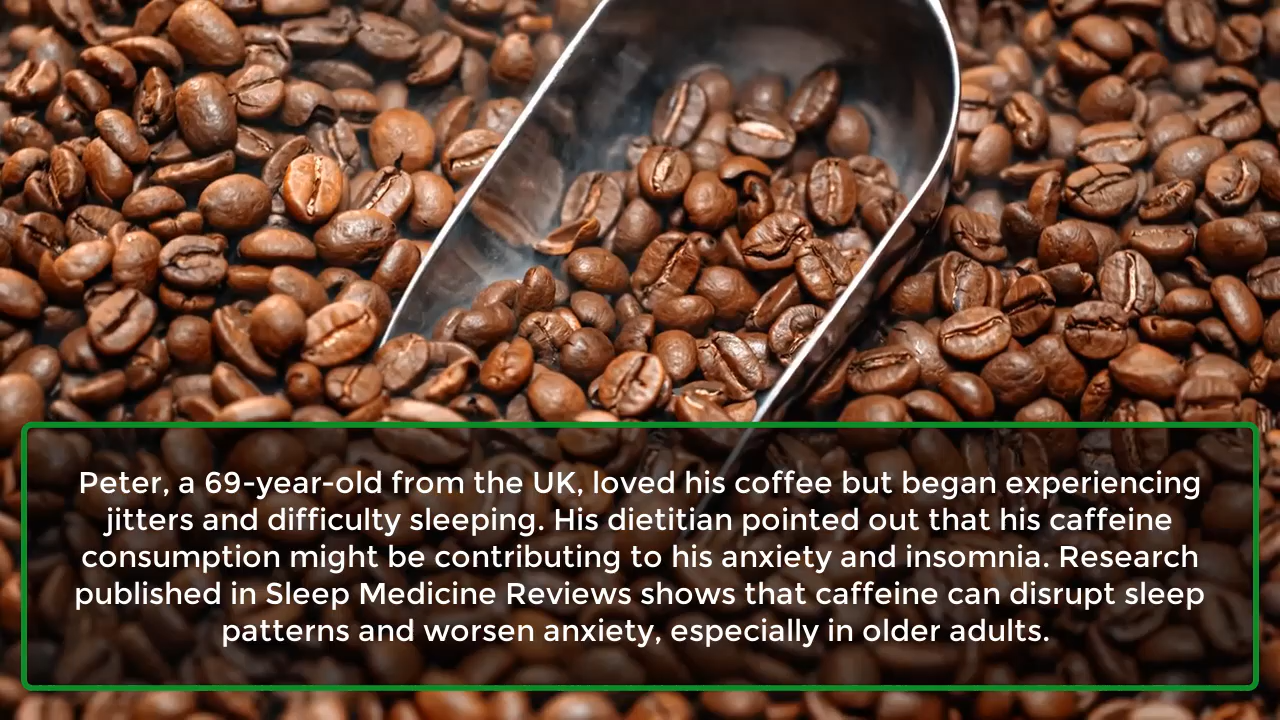 Peter, a 69-year-old from the UK, loved his coffee but began experiencing
jitters and difficulty sleeping. His dietitian pointed out that his caffeine
consumption might be contributing to his anxiety and insomnia. Research
published in Sleep Medicine Reviews shows that caffeine can disrupt sleep
patterns and worsen anxiety, especially in older adults.